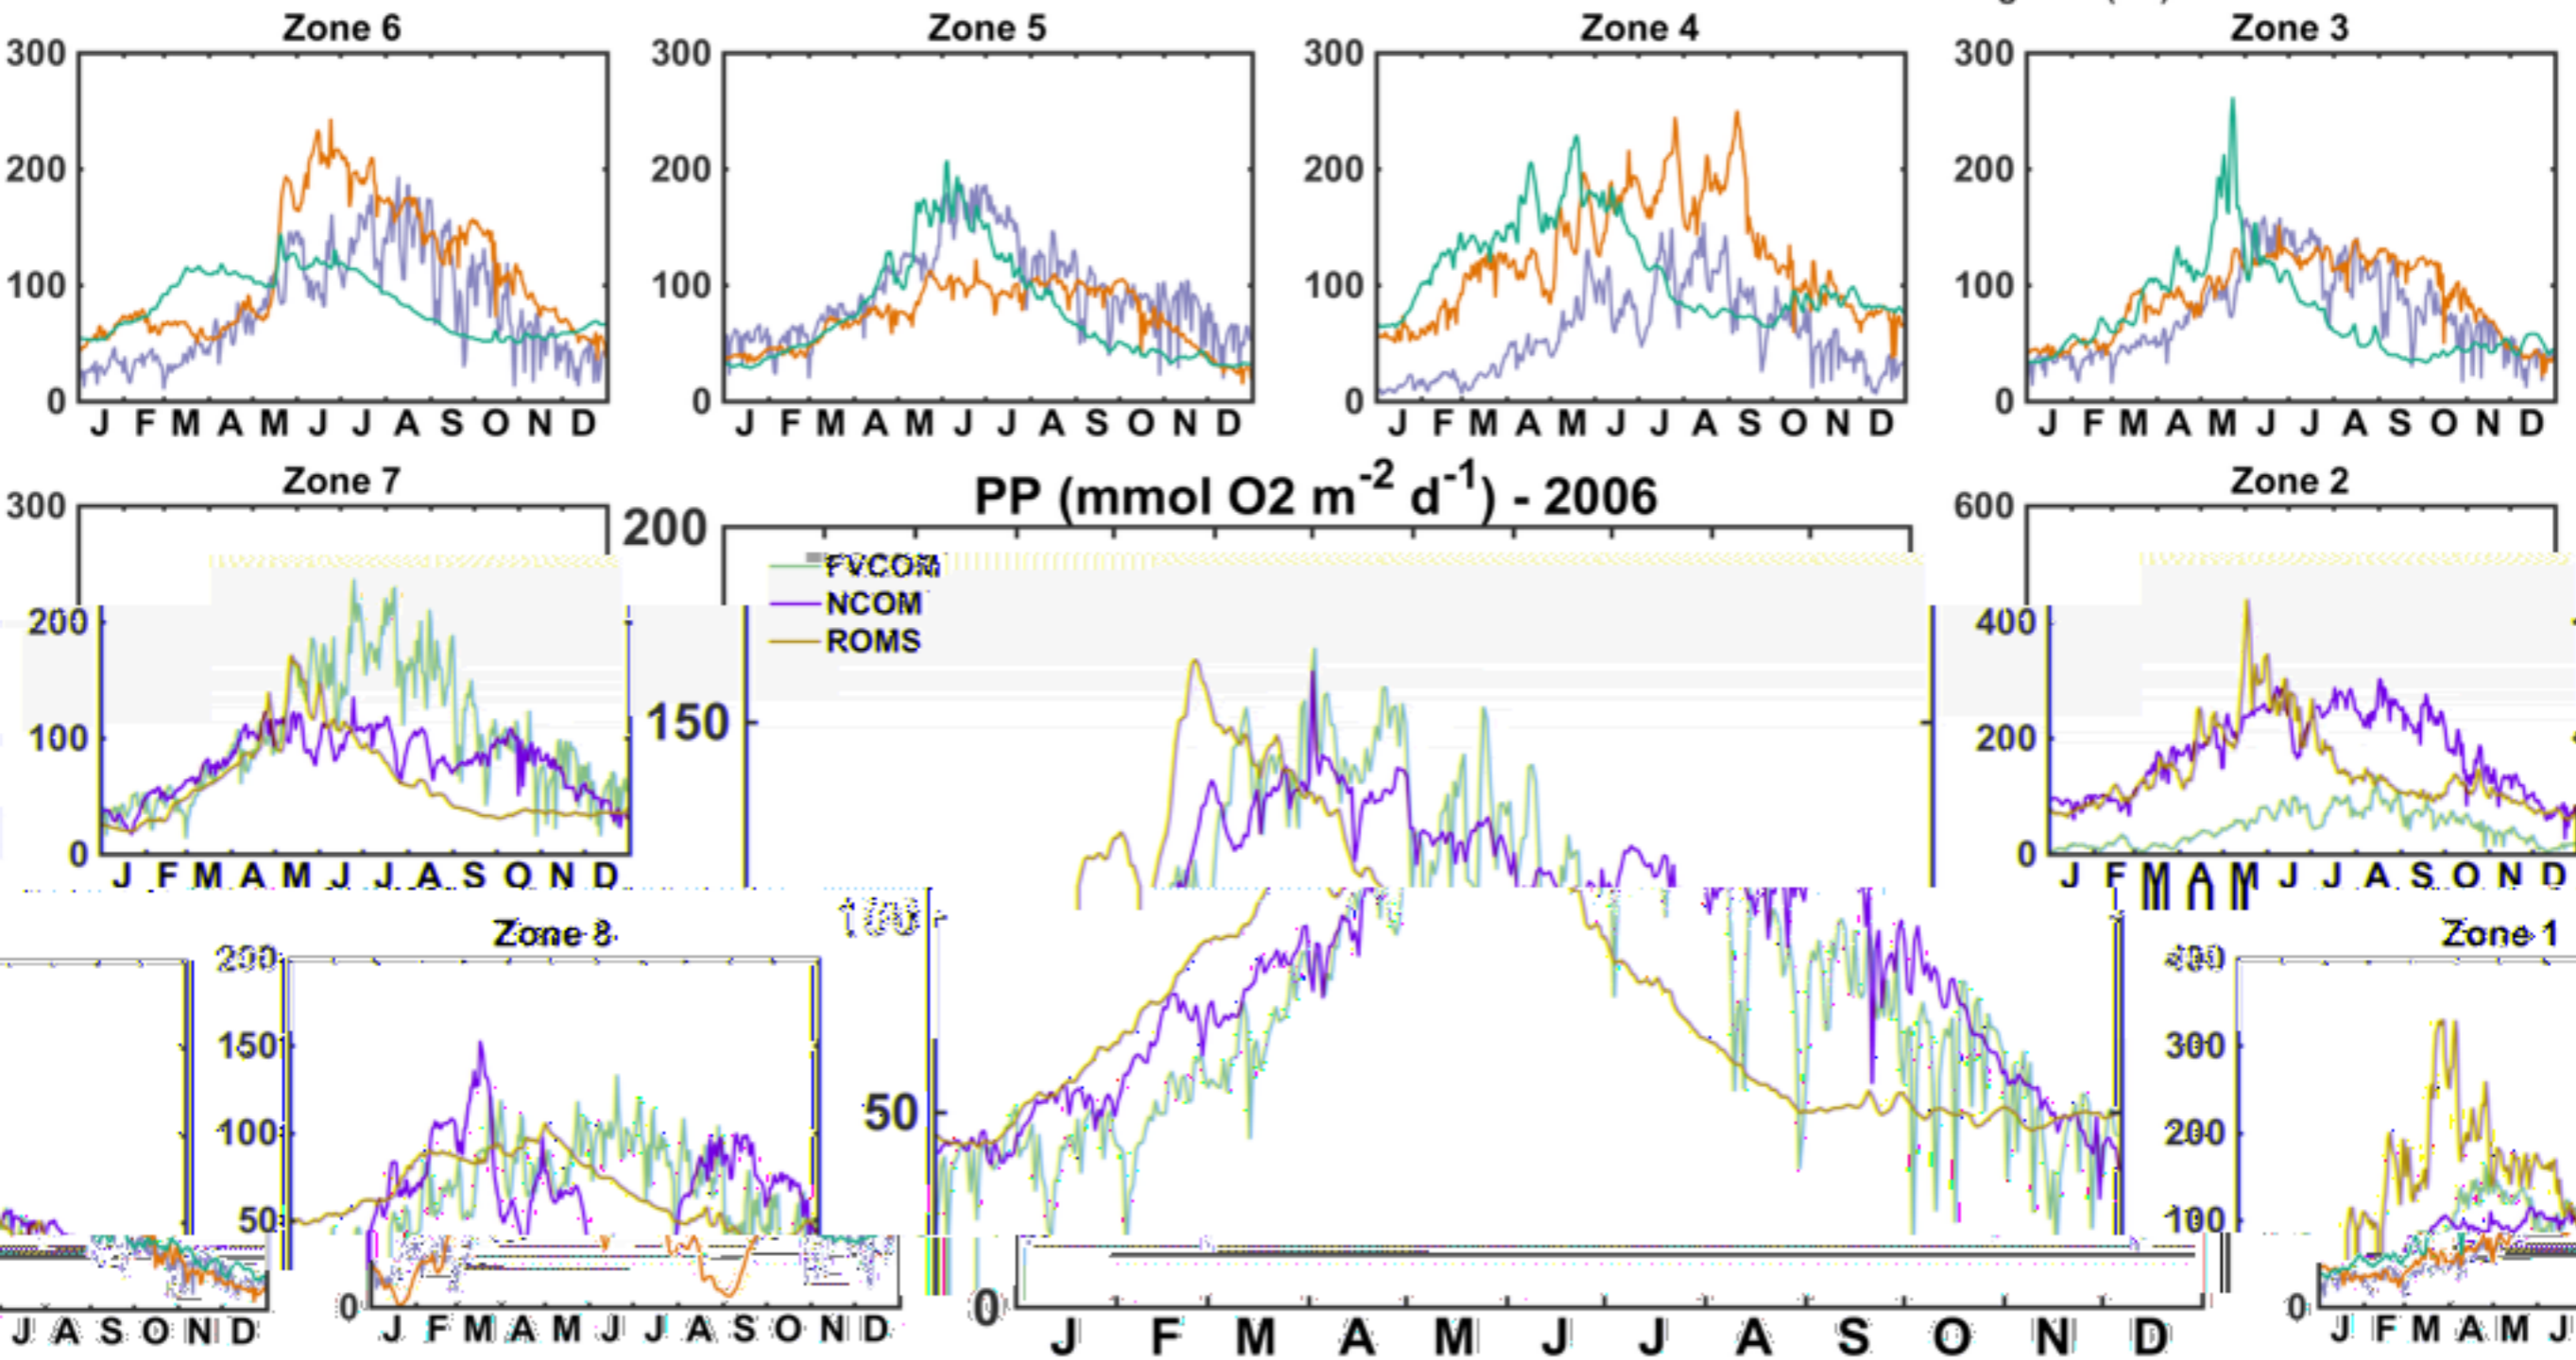 Zone 6 Zone 5 Zone 4 Zone 3
300 300 300 300
200 200 200 200
100 100 100 100
0 0 0 0
J F M A M J J A S O N D J F M A M J J A S O N D J F M A M J J A S O N D J F M A M J J A S O N D
Zone 7 PP (mmol O2 m-2 d-1) - 2006 Zone 2
300 200 600
FVCOM
NCOM
ROMS
200 400
100 150 200
0 0
J F M A M J J A S O N D J F M A M J J A S O N D
M A M
100
Zone 8 Zone 1
200 400
150 300
50
100 200
50 100
0 0 0
J A S O N D J F M A M J J A S O N D J F M A M J J A S O N D J F M A M J